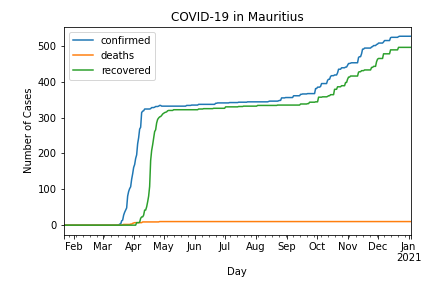 COVID-19 in Mauritius
confirmed
deaths
recovered
500
400
300
200
100
0
Number of Cases
Feb Mar Apr May Jun Jul Aug Sep Oct Nov Dec Jan
2021
Day